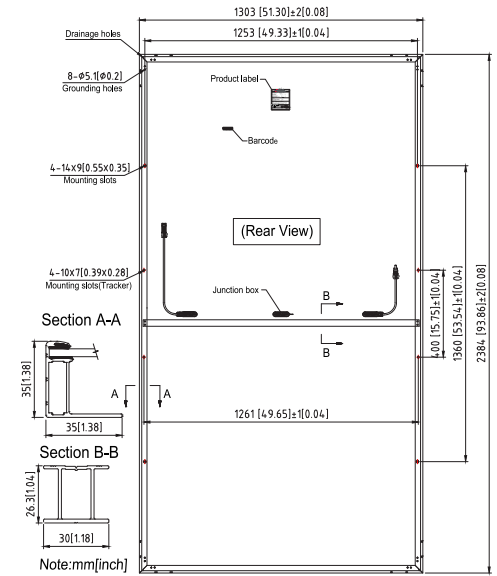 1303 [51.30]±2[0.08]
1253 [49.33]±1[0.04]
Drainage holes
8-Ø5.1[Ø0.2]
Grounding holes
Product label
Barcode
4-14x9[0.55x0.35]
Mounting slots
(Rear View)
4-10x7[0.39x0.28]
Mounting slots(Tracker)
Junction box
B
B
400 [15.75]±1[0.04]
1360 [53.54]±1[0.04]
2384 [93.86]±2[0.08]
Section A-A
35[1.38]
35[1.38]
A
A
1261 [49.65]±1[0.04]
Section B-B
26.3[1.04]
30[1.18]
Note:mm[inch]